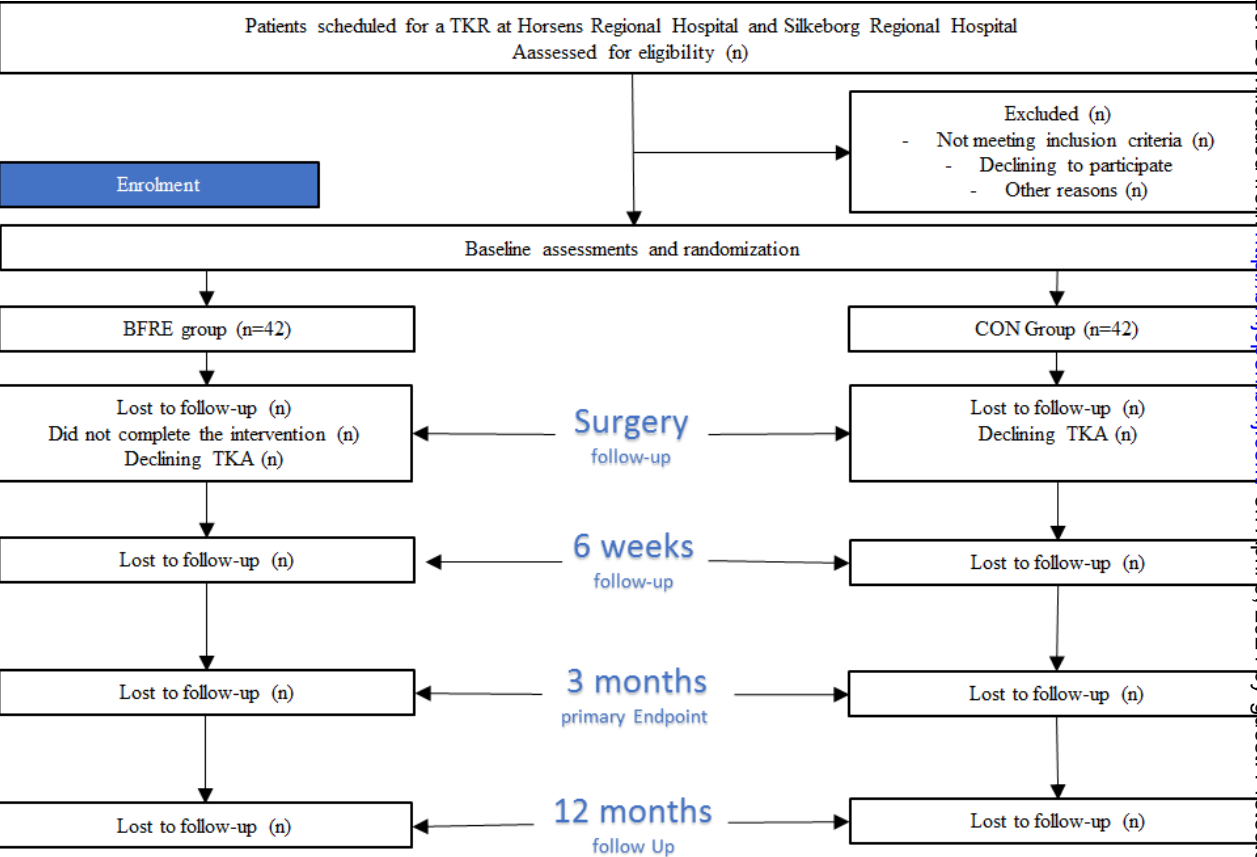 Patients scheduled for a TKR at Horsens Regional Hospital and Silkeborg Regional Hospital
Aassessed for eligibility (n)
Excluded (n)
- Not meeting inclusion criteria (n)
- Declining to participate
- Other reasons (n)
Enrolment
Baseline assessments and randomization
BFRE group (n=42)
CON Group (n=42)
Lost to follow-up (n)
Did not complete the intervention (n)
Declining TKA (n)
Surgery
follow-up
Lost to follow-up (n)
Declining TKA (n)
Lost to follow-up (n)
6 weeks
follow-up
Lost to follow-up (n)
Lost to follow-up (n)
3 months
primary Endpoint
Lost to follow-up (n)
Lost to follow-up (n)
12 months
follow Up
Lost to follow-up (n)